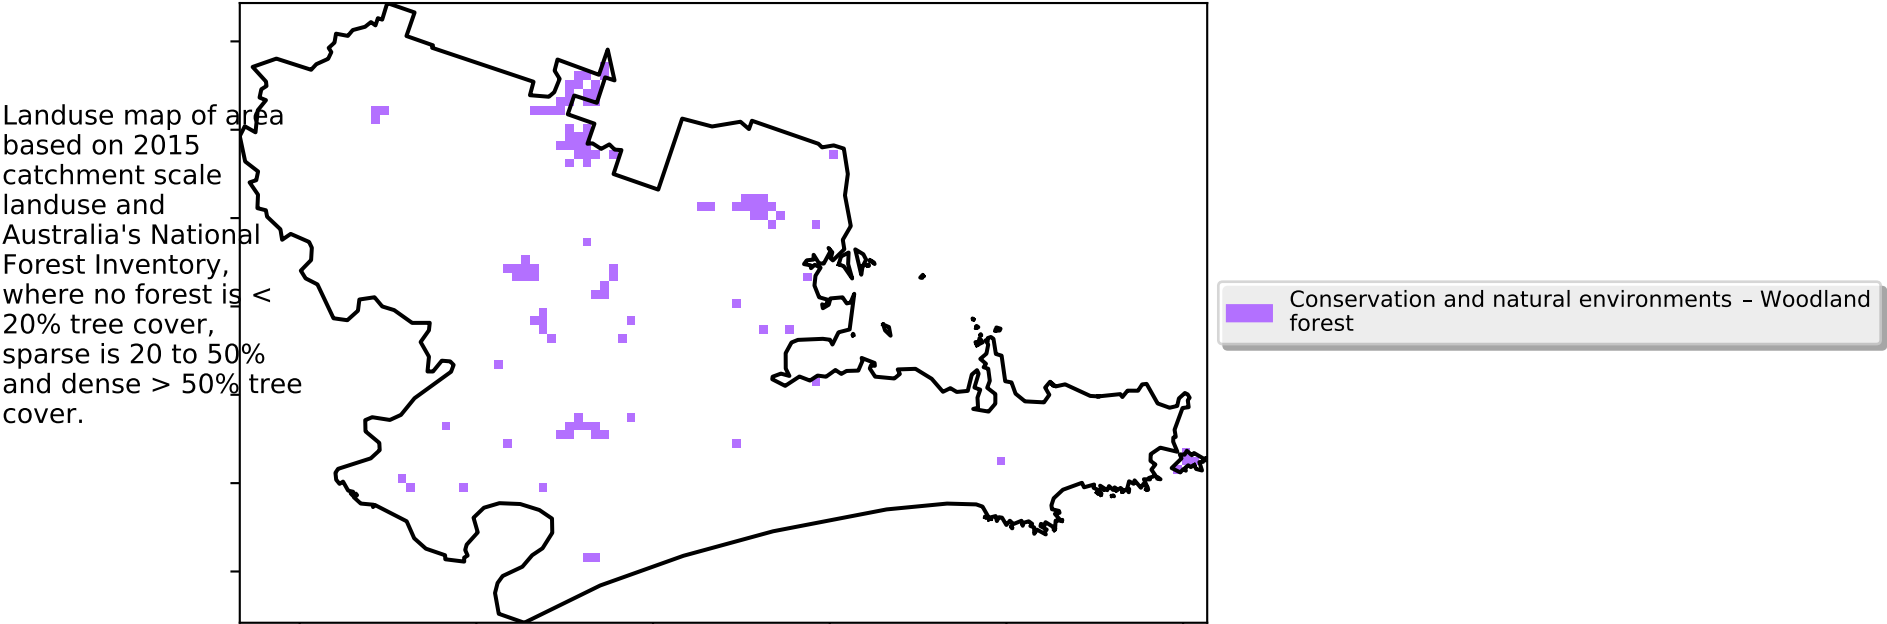 Landuse map of area
based on 2015
catchment scale
landuse and
Australia's National
Forest Inventory,
where no forest is <
20% tree cover,
sparse is 20 to 50%
and dense > 50% tree
cover.
Conservation and natural environments – Woodland
forest